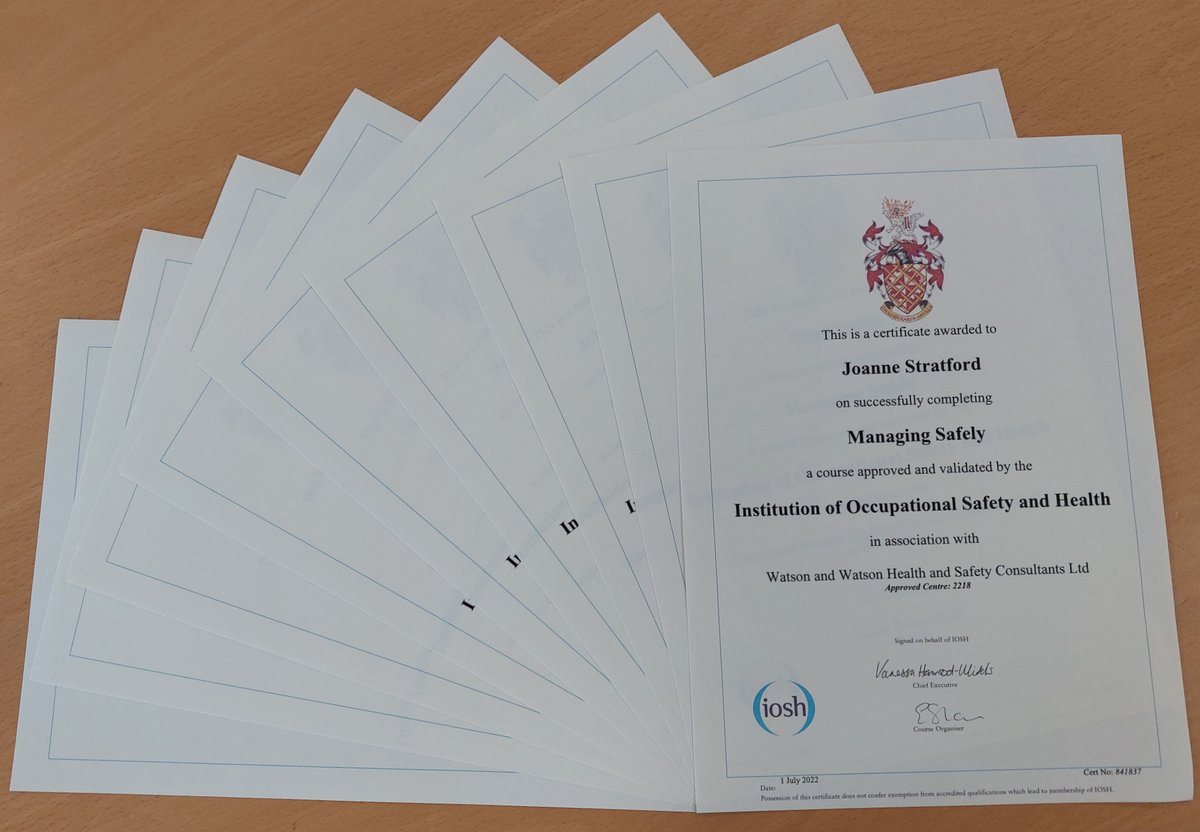 This is a certificate awarded to
Joanne Stratford
on successfully completing
Managing Safely
a course approved and validated by the
Institution of Occupational Safety and Health
in association with
Watson and Watson Health and Safety Consultants Ltd
Approved Centre: 2218
Signed on behalf of IOSH
Chief Executive
iosh
Course Organiser
Date: 1 July 2022
Cert No: 841837
Possession of this certificate does not confer exemption from accredited qualifications which lead to membership of IOSH.
I
I
In
I